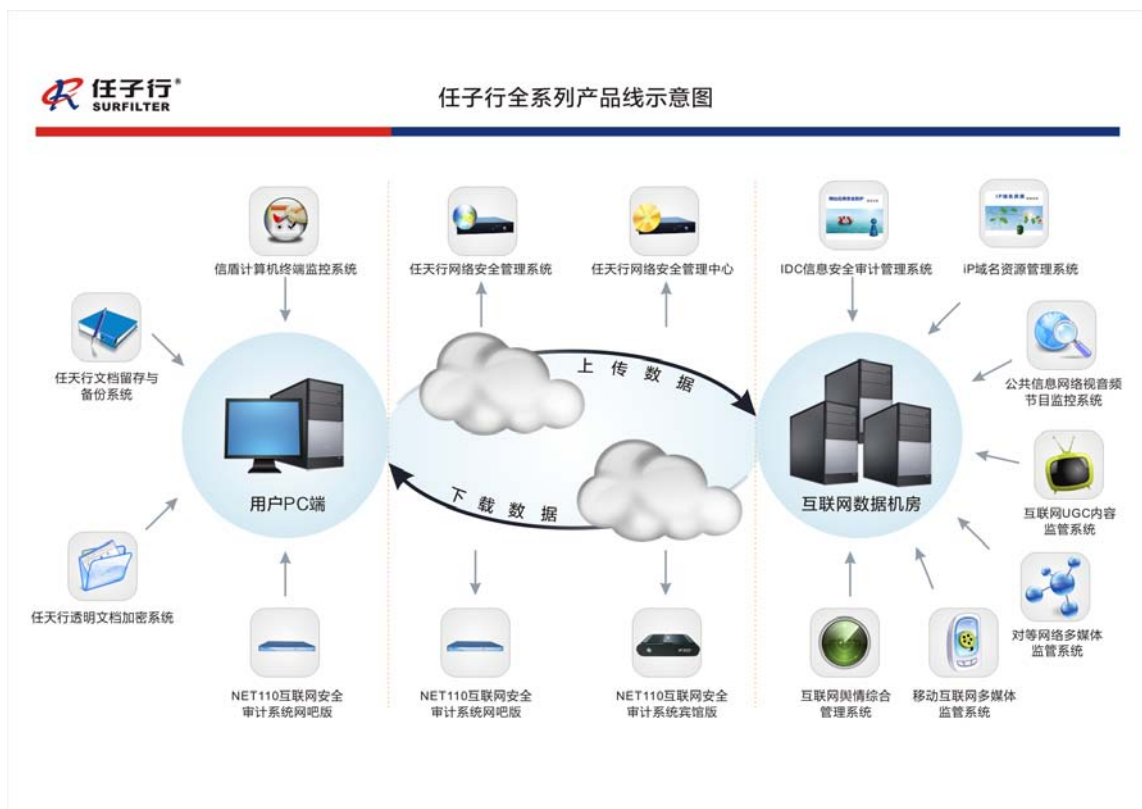 任子行®
SURFILTER
任子行全系列产品线示意图
信盾计算机终端监控系统
任天行网络安全管理系统
任天行网络安全管理中心
IDC信息安全审计管理系统
iP域名资源管理系统
任天行文档留存与
备份系统
公共信息网络视音频
节目监控系统
上传数据
用户PC端
下载数据
互联网数据机房
互联网UGC内容
监管系统
任天行透明文档加密系统
对等网络多媒体
监管系统
NET110互联网安全
审计系统网吧版
NET110互联网安全
审计系统网吧版
NET110互联网安全
审计系统宾馆版
互联网舆情综合
管理系统
移动互联网多媒体
监管系统